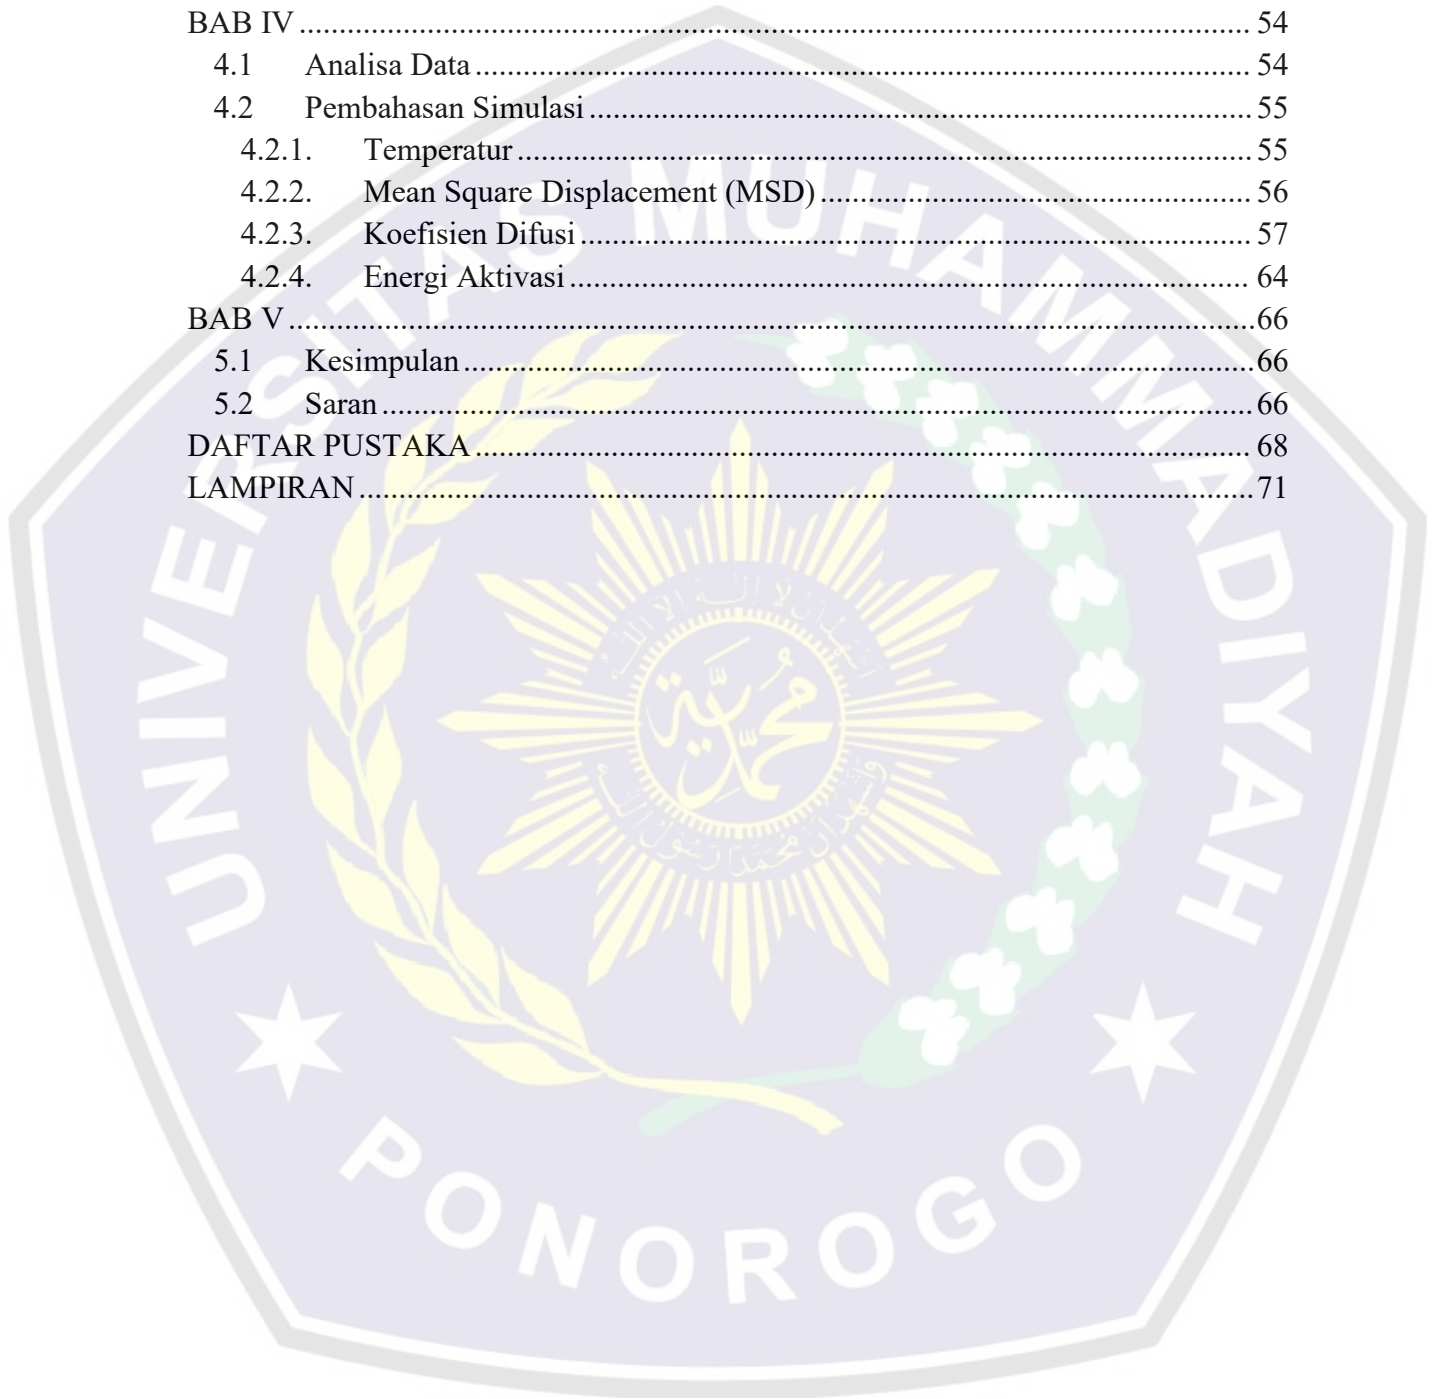 BAB IV ........................................................................................................................ 54
4.1 Analisa Data .................................................................................................. 54
4.2 Pembahasan Simulasi .................................................................................... 55
4.2.1. Temperatur ............................................................................................. 55
4.2.2. Mean Square Displacement (MSD) ....................................................... 56
4.2.3. Koefisien Difusi ..................................................................................... 57
4.2.4. Energi Aktivasi ...................................................................................... 64
BAB V ......................................................................................................................... 66
5.1 Kesimpulan .................................................................................................... 66
5.2 Saran .............................................................................................................. 66
DAFTAR PUSTAKA .................................................................................................. 68
LAMPIRAN ................................................................................................................. 71
UNIVERSITAS MUHAMMADIYAH
محمدية
PONOROGO